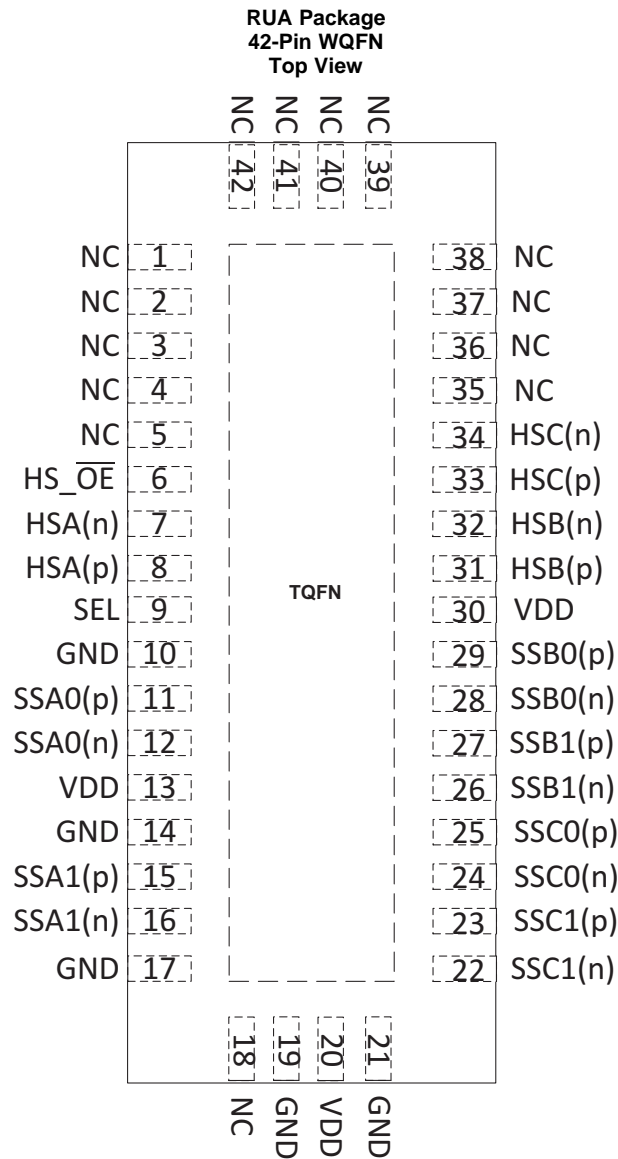 RUA Package
42-Pin WQFN
Top View
NC NC NC NC
42 41 40 39
NC 1 38 NC
NC 2 37 NC
NC 3 36 NC
NC 4 35 NC
NC 5 34 HSC(n)
HS_O̅E̅ 6 33 HSC(p)
HSA(n) 7 32 HSB(n)
HSA(p) 8 31 HSB(p)
TQFN
SEL 9 30 VDD
GND 10 29 SSB0(p)
SSA0(p) 11 28 SSB0(n)
SSA0(n) 12 27 SSB1(p)
VDD 13 26 SSB1(n)
GND 14 25 SSC0(p)
SSA1(p) 15 24 SSC0(n)
SSA1(n) 16 23 SSC1(p)
GND 17 22 SSC1(n)
18 19 20 21
NC GND VDD GND